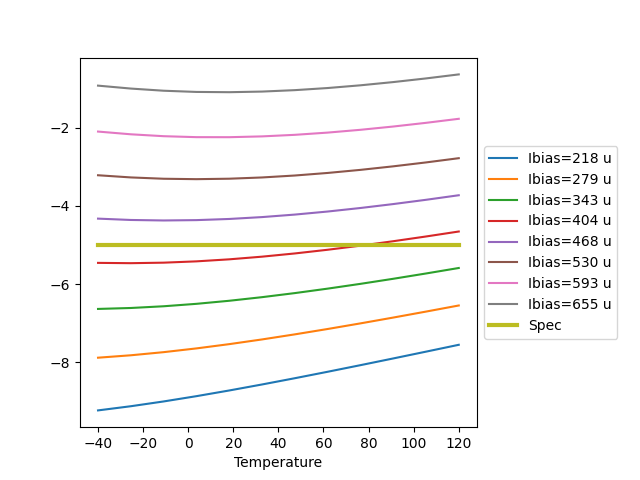 −2
−4
−6
−8
−40
−20
0
20
40
60
80
100
120
Temperature
Ibias=218 u
Ibias=279 u
Ibias=343 u
Ibias=404 u
Ibias=468 u
Ibias=530 u
Ibias=593 u
Ibias=655 u
Spec